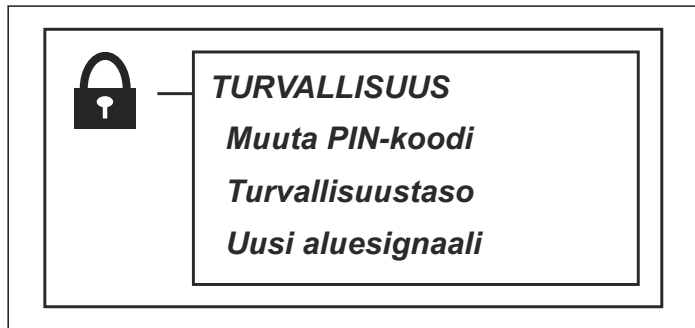 TURVALLISUUS
Muuta PIN-koodi
Turvallisuustaso
Uusi aluesignaali